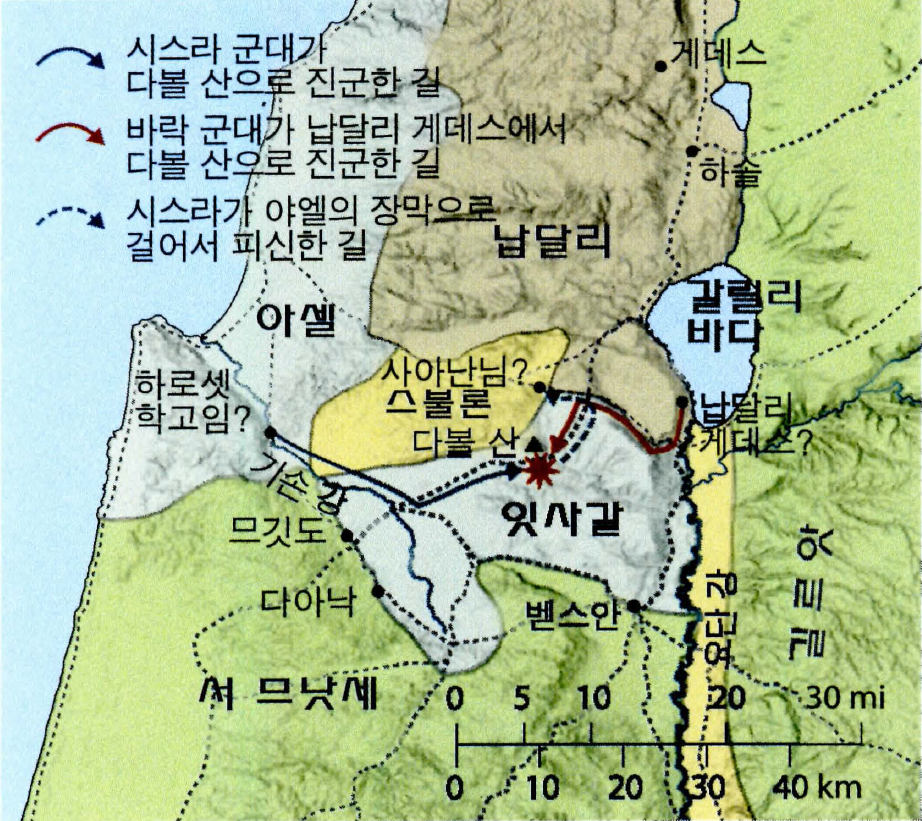 시스라 군대가
다볼 산으로 진군한 길
바락 군대가 납달리 게데스에서
다볼 산으로 진군한 길
시스라가 야엘의 장막으로
걸어서 피신한 길
게데스
하솔
납달리
갈릴리
바다
아셀
사아난님?
스불론
다볼 산
하로셋
학고임?
납달리
게데스?
기손 강
잇사갈
므깃도
다아낙
벧스안
요단 강
길르앗
서 므낫세
0 5 10 20 30 mi
0 10 20 30 40 km